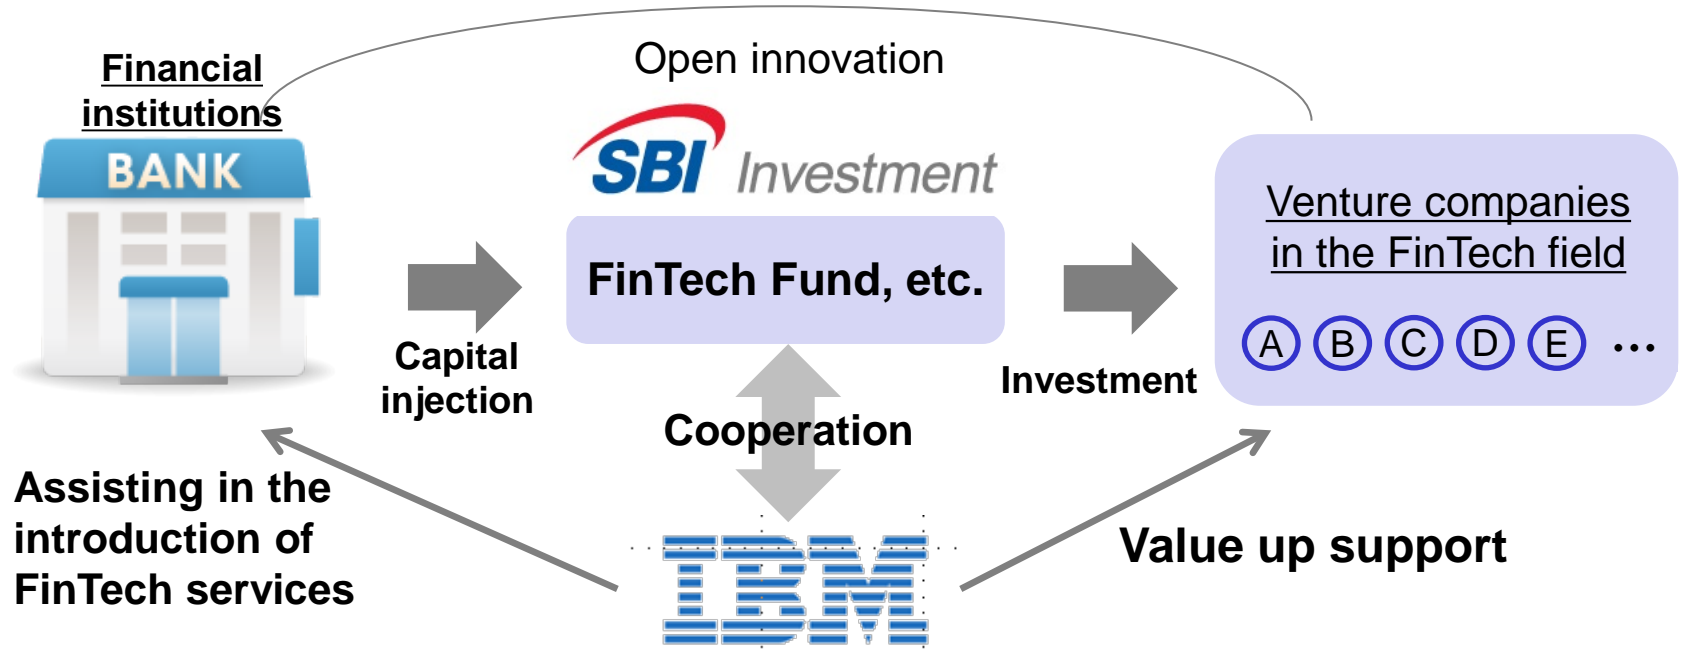 Open innovation
Financial
institutions
BANK
SBI Investment
FinTech Fund, etc.
Venture companies
in the FinTech field
A B C D E ...
Capital
injection
Investment
Cooperation
Assisting in the
introduction of
FinTech services
IBM
Value up support